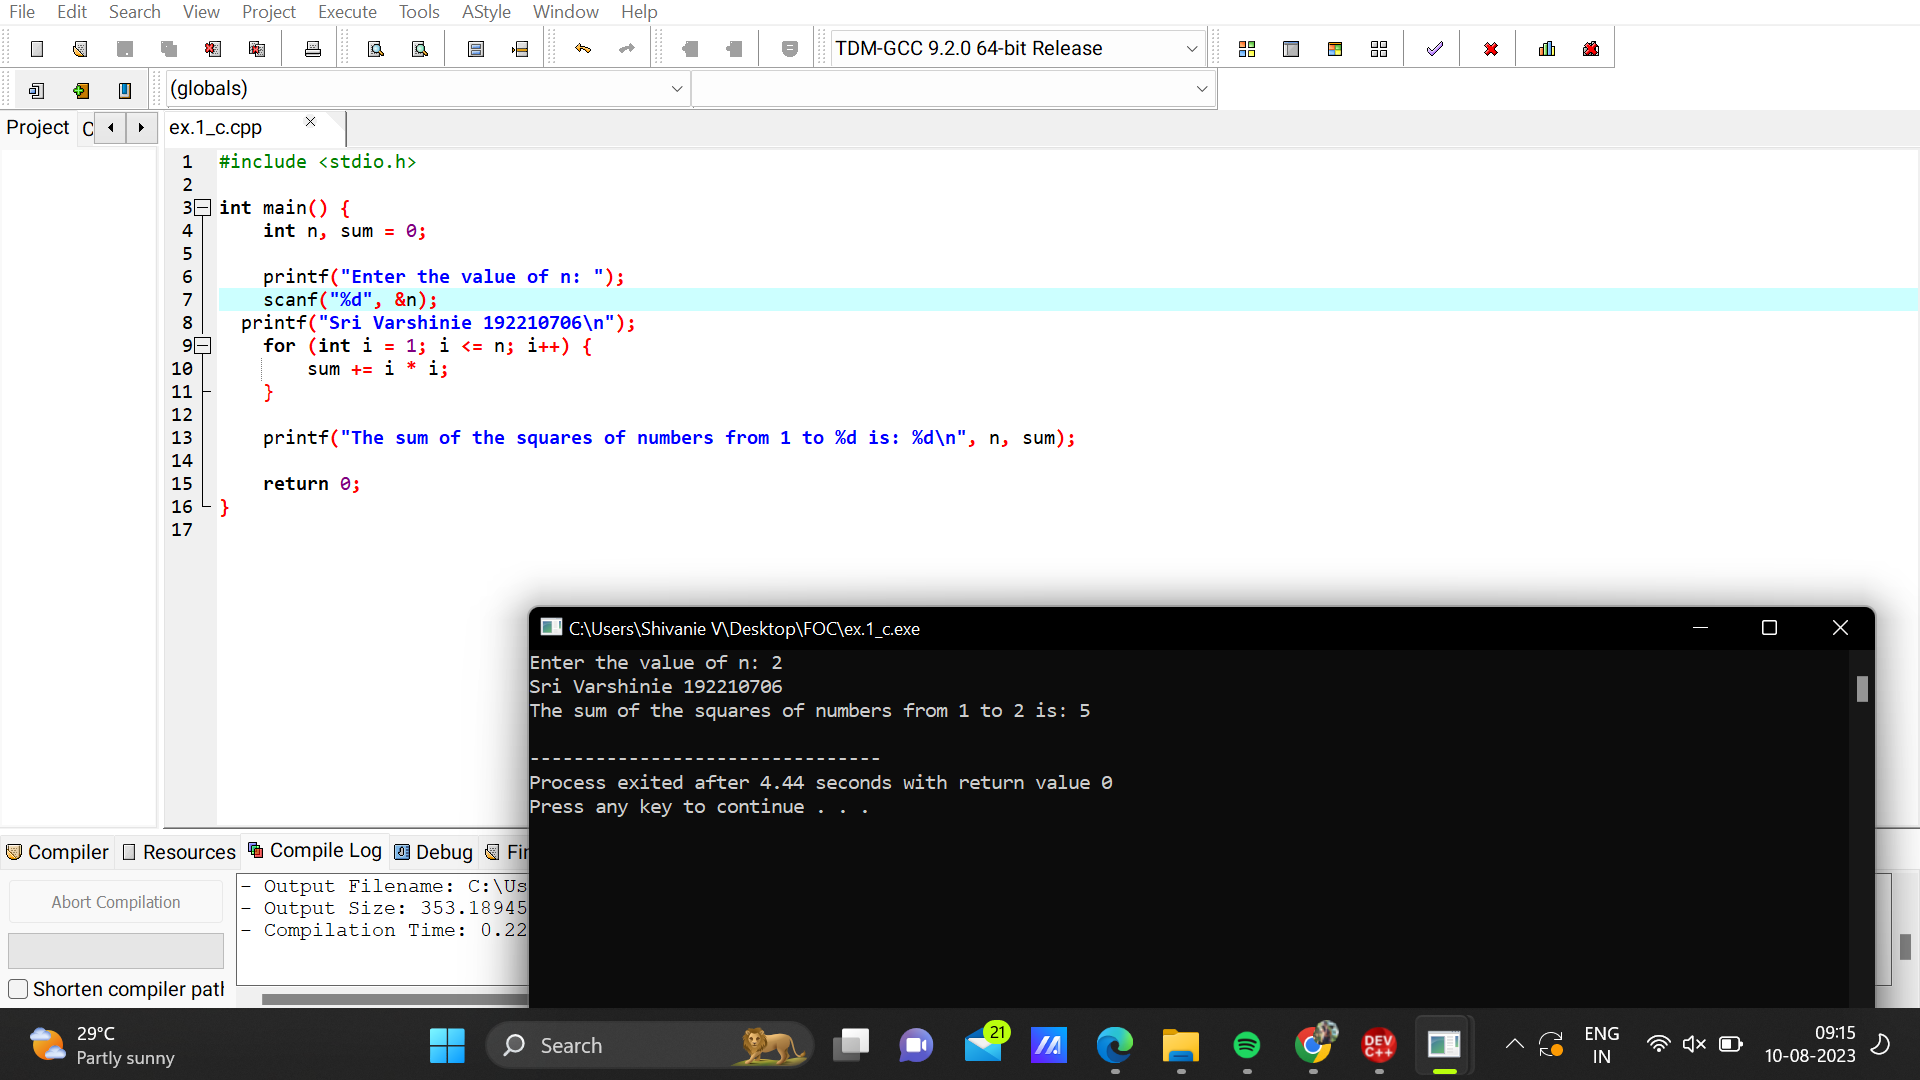 File Edit Search View Project Execute Tools AStyle Window Help
TDM-GCC 9.2.0 64-bit Release
(globals)
Project
ex.1_c.cpp
1 #include <stdio.h>
2
3 int main() {
4 int n, sum = 0;
5
6 printf("Enter the value of n: ");
7 scanf("%d", &n);
8 printf("Sri Varshinie 192210706\n");
9 for (int i = 1; i <= n; i++) {
10 sum += i * i;
11 }
12
13 printf("The sum of the squares of numbers from 1 to %d is: %d\n", n, sum);
14
15 return 0;
16 }
17
C:\Users\Shivanie V\Desktop\FOC\ex.1_c.exe
Enter the value of n: 2
Sri Varshinie 192210706
The sum of the squares of numbers from 1 to 2 is: 5
--------------------------------
Process exited after 4.44 seconds with return value 0
Press any key to continue . . .
Compiler Resources Compile Log Debug
Abort Compilation
Shorten compiler path
- Output Filename: C:\Us
- Output Size: 353.18945
- Compilation Time: 0.22
29°C
Partly sunny
Search
21
DEV
C++
ENG
IN
09:15
10-08-2023